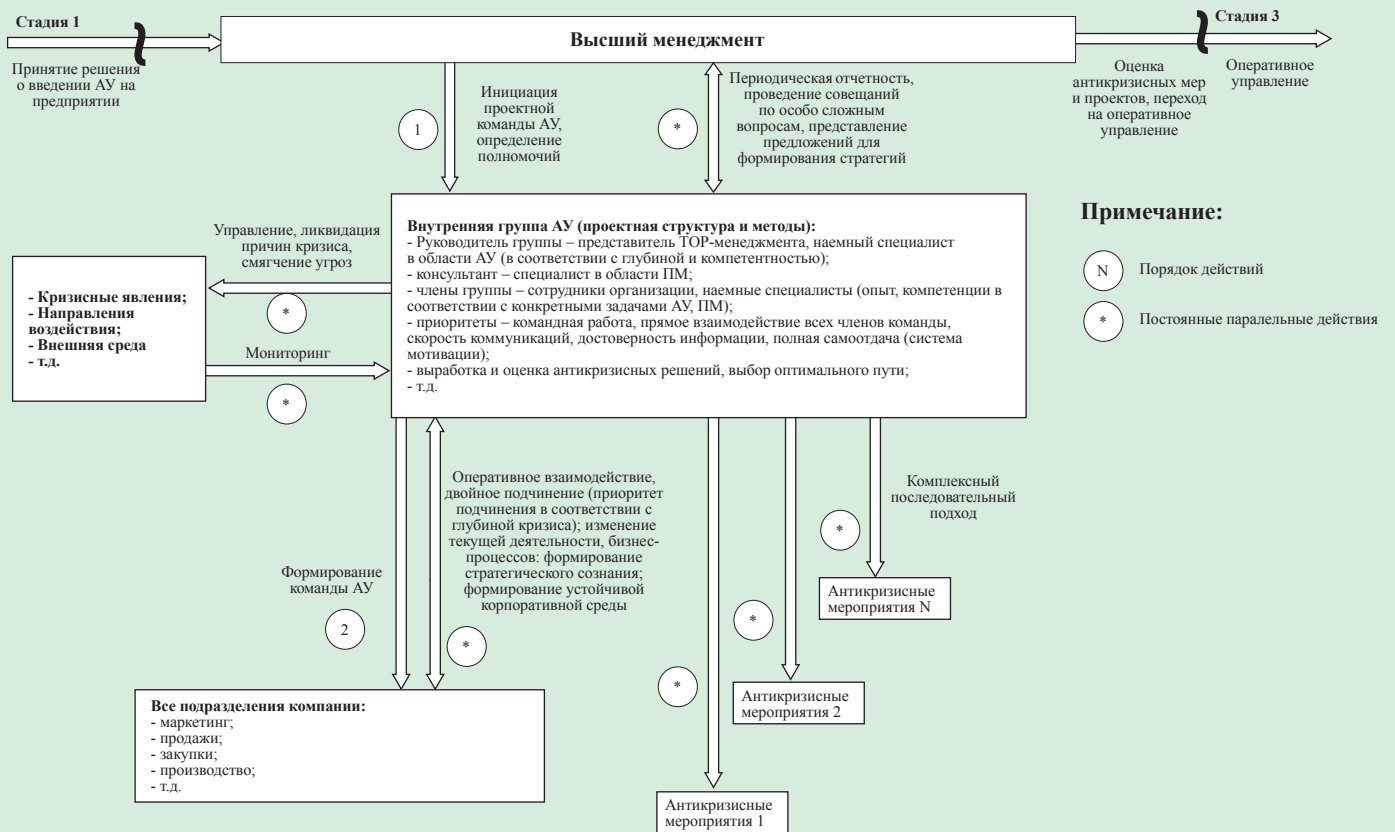 Стадия 1
Стадия 3
Высший менеджмент
Принятие решения
о введении АУ на
предприятии
Оценка
антикризисных мер
и проектов, переход
на оперативное
управление
Оперативное
управление
Инициация
проектной
команды АУ,
определение
полномочий
1
Периодическая отчетность,
проведение совещаний
по особо сложным
вопросам, представление
предложений для
формирования стратегий
*
Примечание:
N
Порядок действий
*
Постоянные паралельные действия
Внутренняя группа АУ (проектная структура и методы):
- Руководитель группы – представитель ТОР-менеджмента, наемный специалист
в области АУ (в соответствии с глубиной и компетентностью);
- консультант – специалист в области ПМ;
- члены группы – сотрудники организации, наемные специалисты (опыт, компетенции в
соответствии с конкретными задачами АУ, ПМ);
- приоритеты – командная работа, прямое взаимодействие всех членов команды,
скорость коммуникаций, достоверность информации, полная самоотдача (система
мотивации);
- выработка и оценка антикризисных решений, выбор оптимального пути;
- т.д.
Управление, ликвидация
причин кризиса,
смягчение угроз
*
- Кризисные явления;
- Направления
воздействия;
- Внешняя среда
- т.д.
Мониторинг
*
Оперативное взаимодействие,
двойное подчинение (приоритет
подчинения в соответствии с
глубиной кризиса); изменение
текущей деятельности, бизнес-
процессов: формирование
стратегического сознания;
формирование устойчивой
корпоративной среды
*
Формирование
команды АУ
2
Комплексный
последовательный
подход
*
Антикризисные
мероприятия N
*
Антикризисные
мероприятия 2
*
Антикризисные
мероприятия 1
Все подразделения компании:
- маркетинг;
- продажи;
- закупки;
- производство;
- т.д.